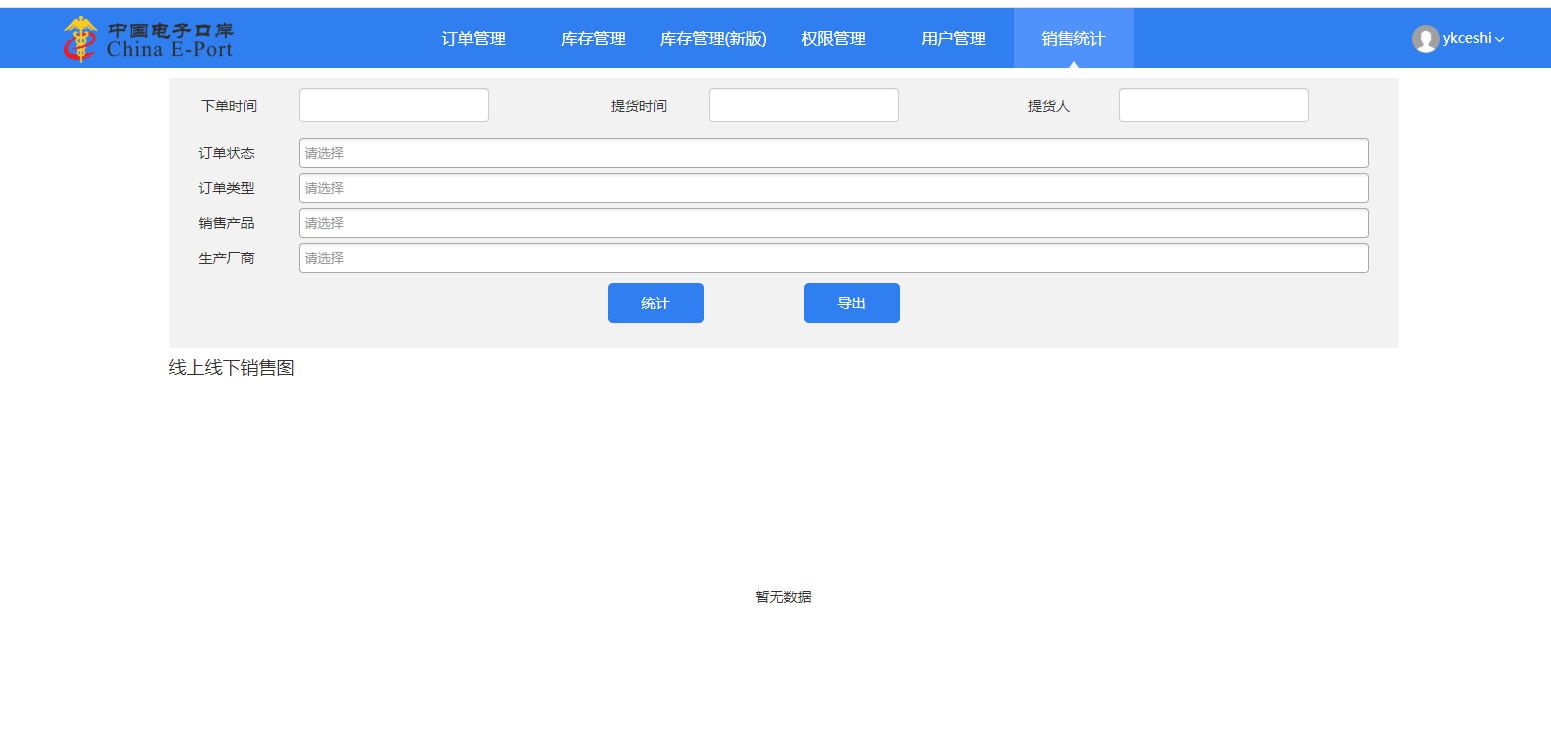 中国电子口岸
China E-Port
订单管理
库存管理
库存管理(新版)
权限管理
用户管理
销售统计
ykceshi
下单时间
提货时间
提货人
订单状态
请选择
订单类型
请选择
销售产品
请选择
生产厂商
请选择
统计
导出
线上线下销售图
暂无数据